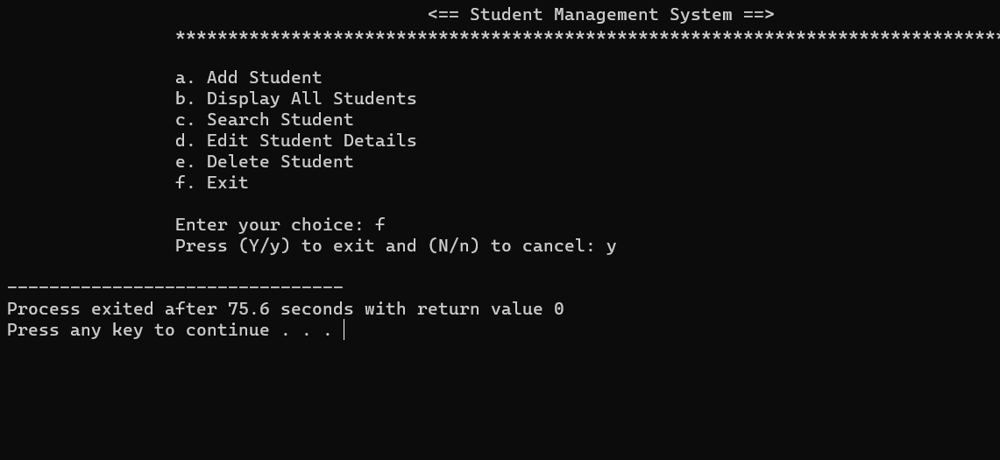 <== Student Management System ==>
*******************************************************************************
a. Add Student
b. Display All Students
c. Search Student
d. Edit Student Details
e. Delete Student
f. Exit
Enter your choice: f
Press (Y/y) to exit and (N/n) to cancel: y
--------------------------------
Process exited after 75.6 seconds with return value 0
Press any key to continue . . .